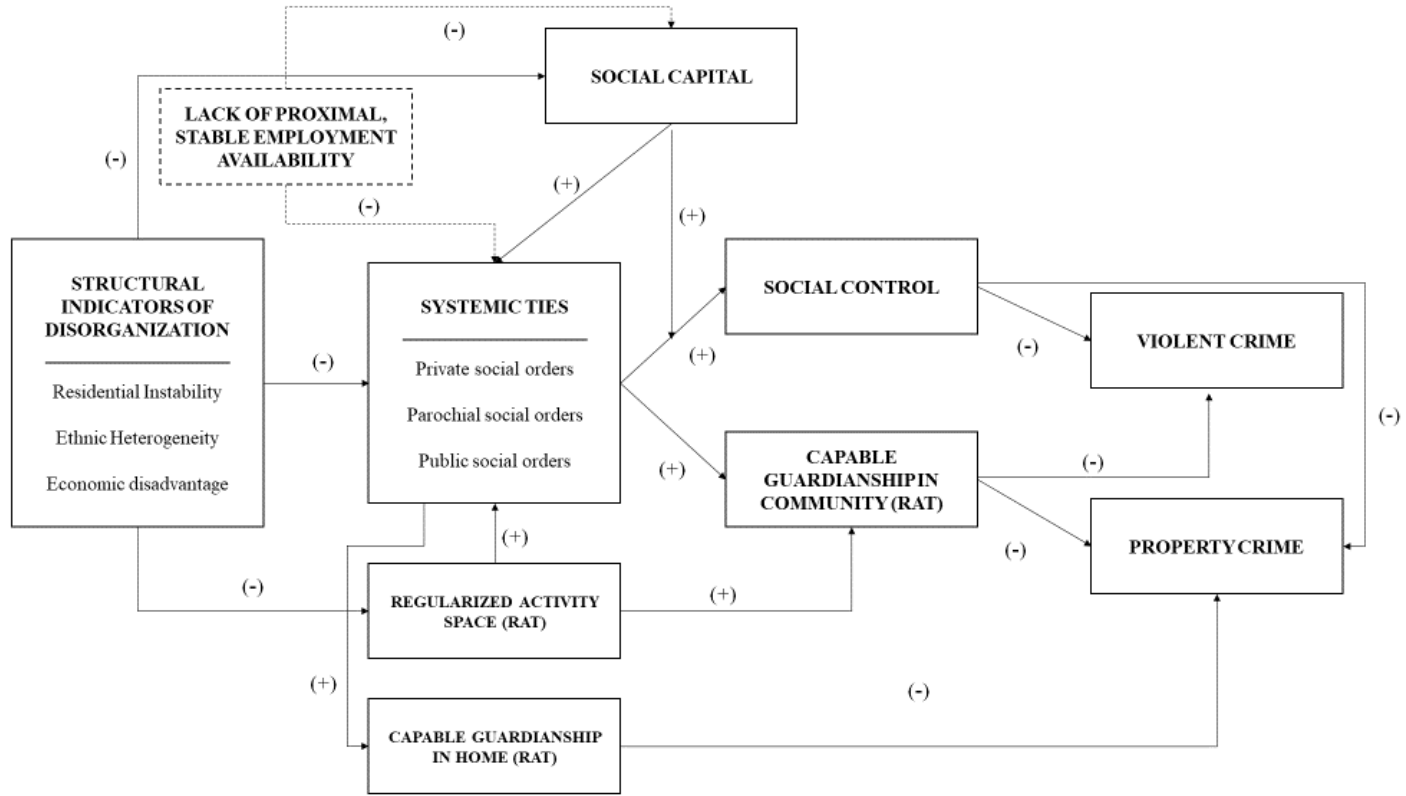 (-)
SOCIAL CAPITAL
LACK OF PROXIMAL,
STABLE EMPLOYMENT
AVAILABILITY
(-)
(+)
(-)
(+)
STRUCTURAL
INDICATORS OF
DISORGANIZATION
Residential Instability
Ethnic Heterogeneity
Economic disadvantage
(-)
SYSTEMIC TIES
Private social orders
Parochial social orders
Public social orders
(+)
(+)
SOCIAL CONTROL
(-)
VIOLENT CRIME
(-)
CAPABLE
GUARDIANSHIP IN
COMMUNITY (RAT)
(-)
(-)
PROPERTY CRIME
(-)
(+)
REGULARIZED ACTIVITY
SPACE (RAT)
(+)
(+)
CAPABLE GUARDIANSHIP
IN HOME (RAT)
(-)